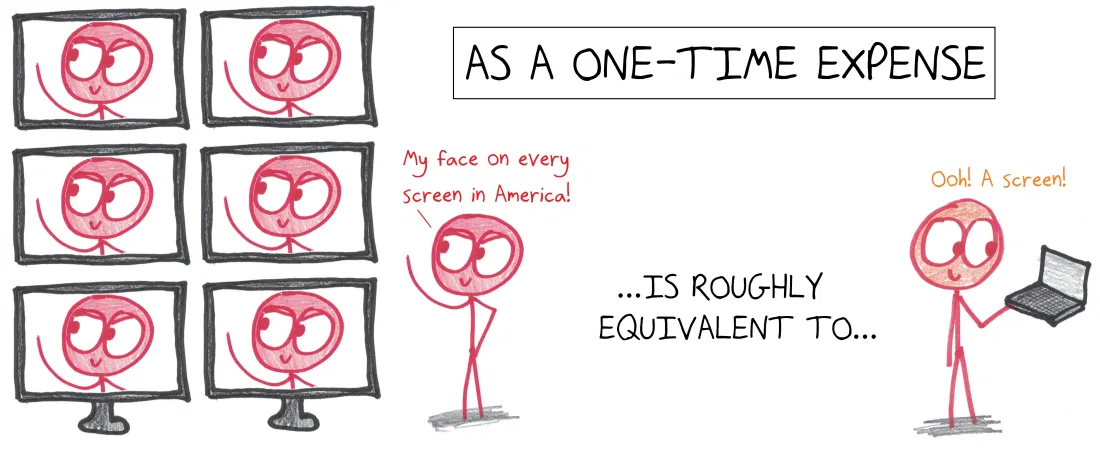 AS A ONE-TIME EXPENSE
My face on every
screen in America!
...IS ROUGHLY
EQUIVALENT TO...
Ooh! A screen!